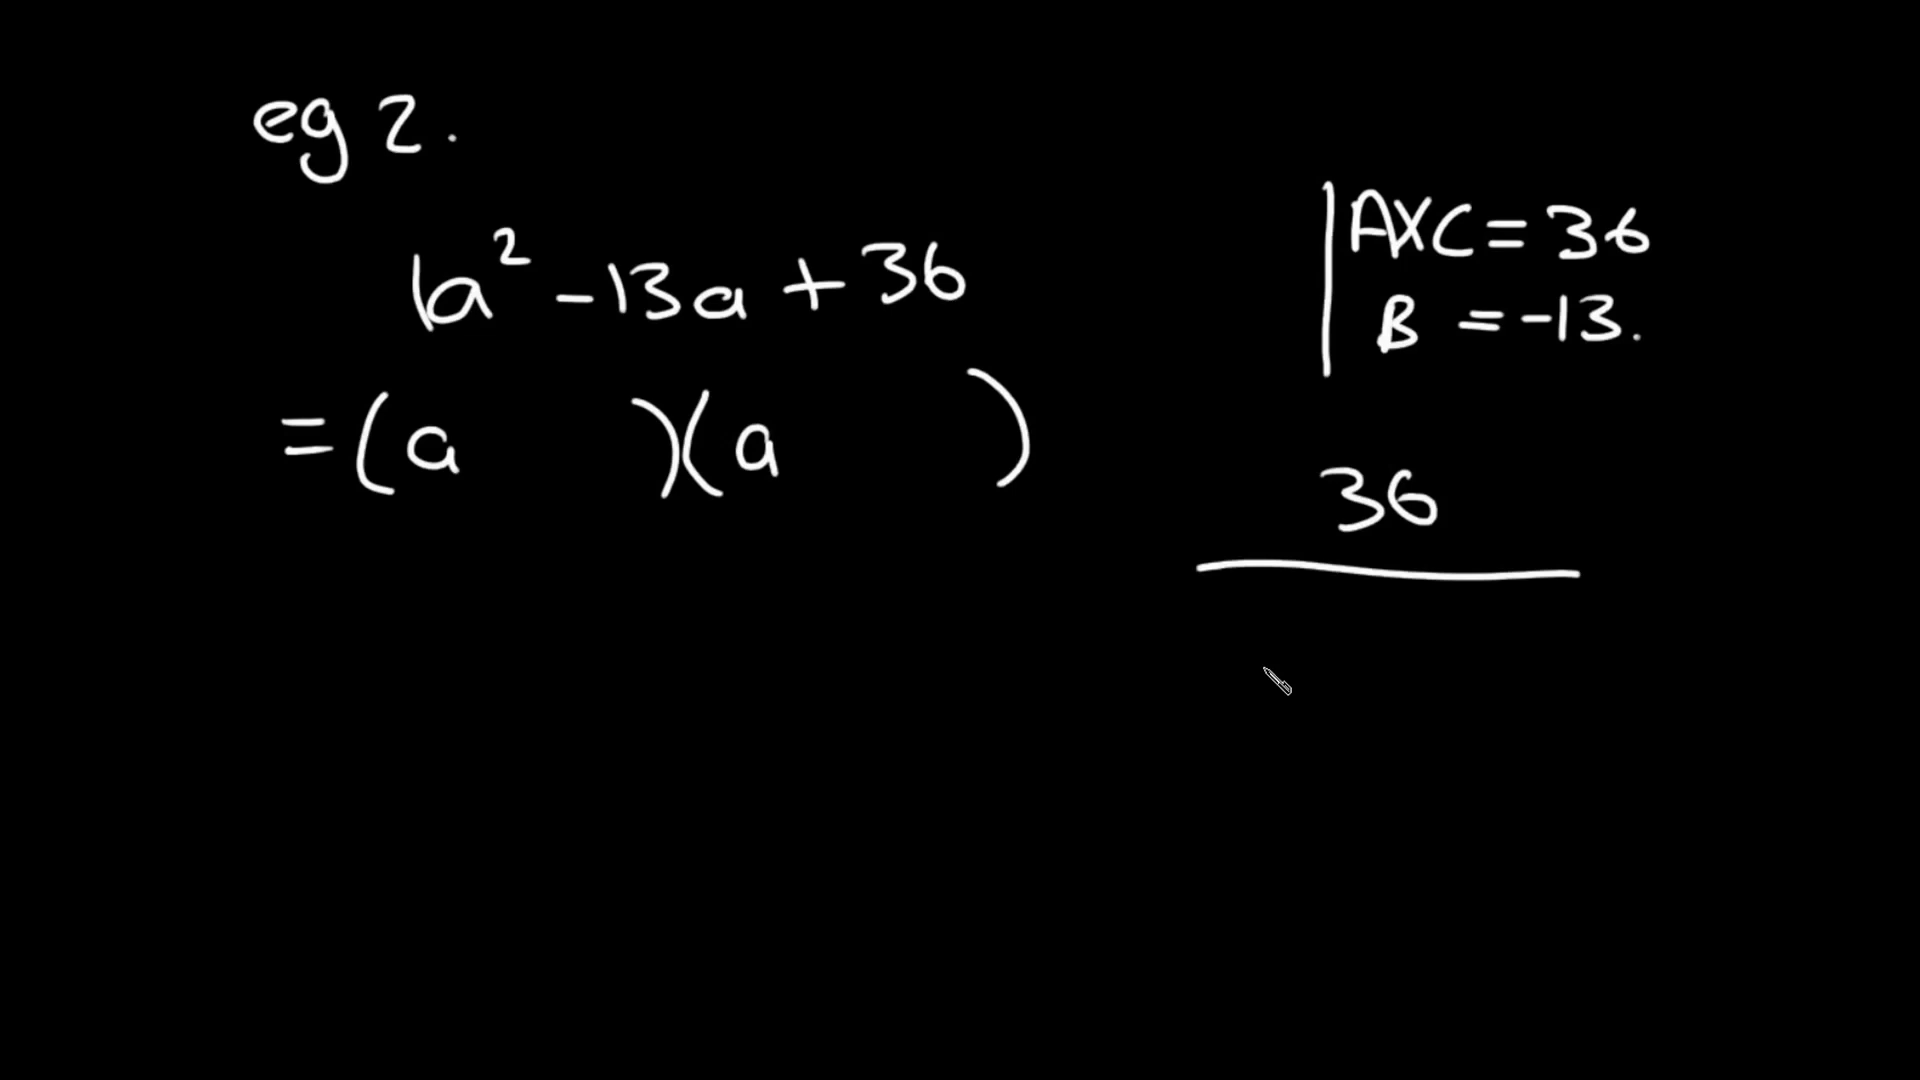 eg 2.
1a² -13a + 36
= (a )(a )
AXC = 36
B = -13.
36